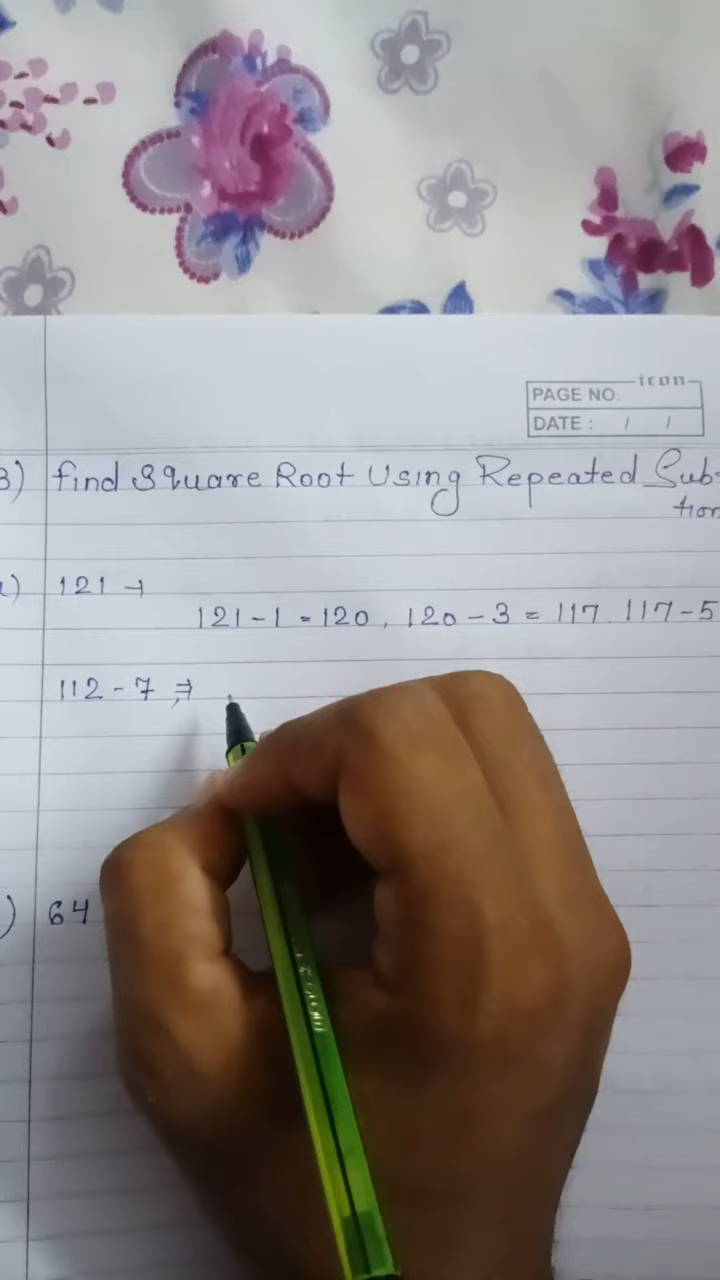 icon
PAGE NO.
DATE : / /
3) find Square Root Using Repeated Sub-
tion
121 →
121 - 1 = 120, 120 - 3 = 117. 117 - 5
112 - 7 ⇒
) 64